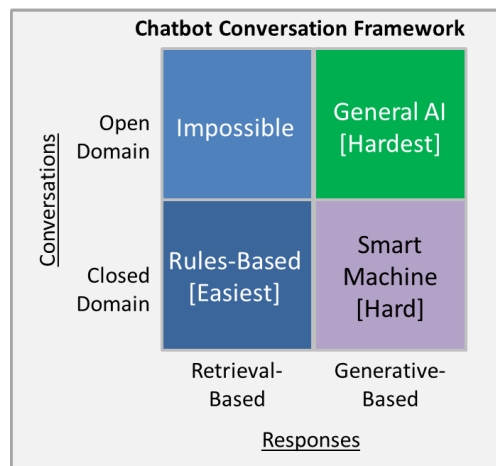 Chatbot Conversation Framework
Conversations
Open
Domain
Impossible
General AI
[Hardest]
Closed
Domain
Rules-Based
[Easiest]
Smart
Machine
[Hard]
Retrieval-
Based
Generative-
Based
Responses